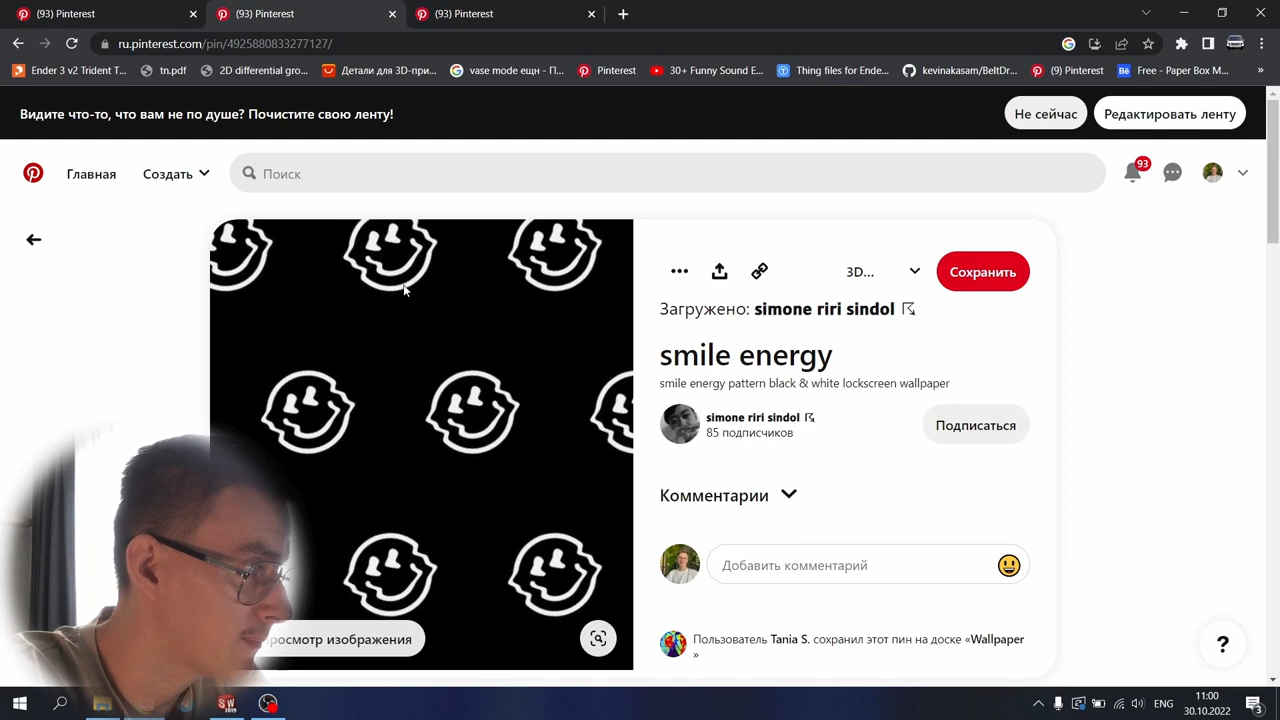 (93) Pinterest
(93) Pinterest
(93) Pinterest
ru.pinterest.com/pin/4925880833277127/
Ender 3 v2 Trident T...
tn.pdf
2D differential gro...
Детали для 3D-при...
vase mode ещн - П...
Pinterest
30+ Funny Sound E...
Thing files for Ende...
kevinakasam/BeltDr...
(9) Pinterest
Free - Paper Box M...
»
Видите что-то, что вам не по душе? Почистите свою ленту!
Не сейчас
Редактировать ленту
Главная
Создать
Поиск
93
3D...
Сохранить
Загружено: simone riri sindol
smile energy
smile energy pattern black & white lockscreen wallpaper
simone riri sindol
85 подписчиков
Подписаться
Комментарии
Добавить комментарий
росмотр изображения
Пользователь Tania S. сохранил этот пин на доске «Wallpaper
»
?
SW
2019
ENG
11:00
30.10.2022
3